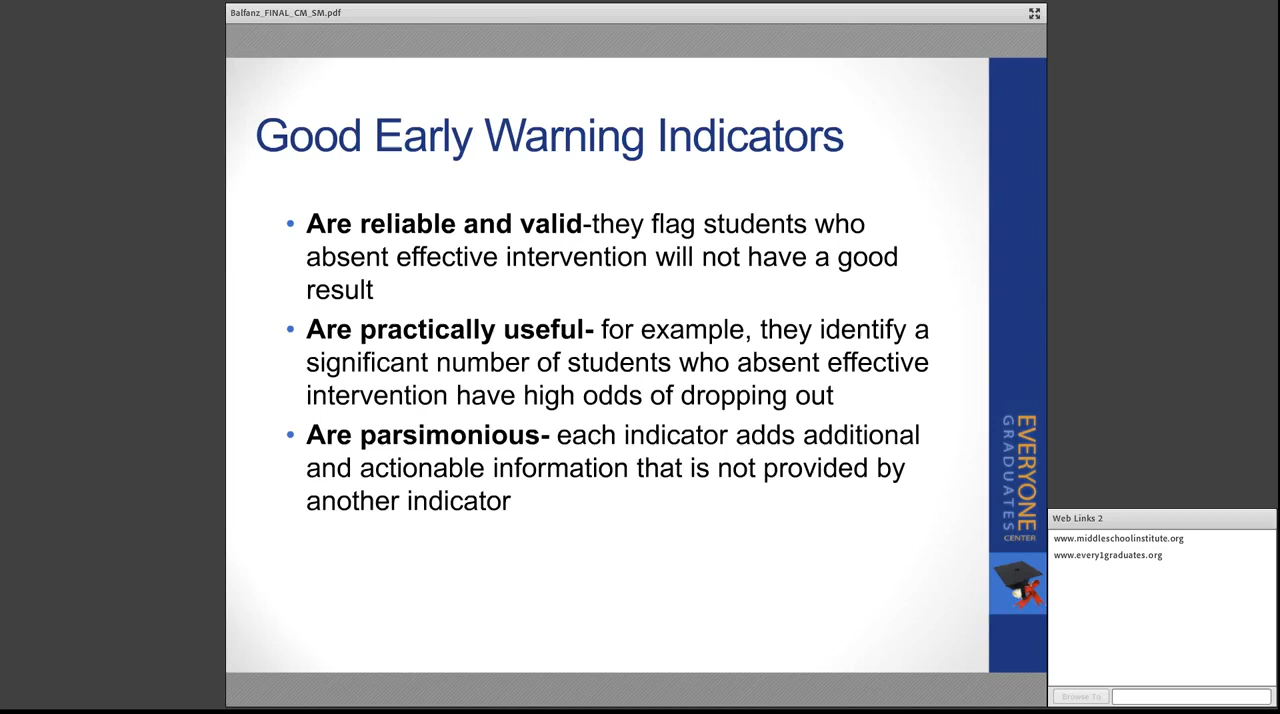 Balfanz_FINAL_CM_SM.pdf
Good Early Warning Indicators
• Are reliable and valid-they flag students who
absent effective intervention will not have a good
result
• Are practically useful- for example, they identify a
significant number of students who absent effective
intervention have high odds of dropping out
• Are parsimonious- each indicator adds additional
and actionable information that is not provided by
another indicator
EVERYONE
GRADUATES
CENTER
Web Links 2
www.middleschoolinstitute.org
www.every1graduates.org
Browse To